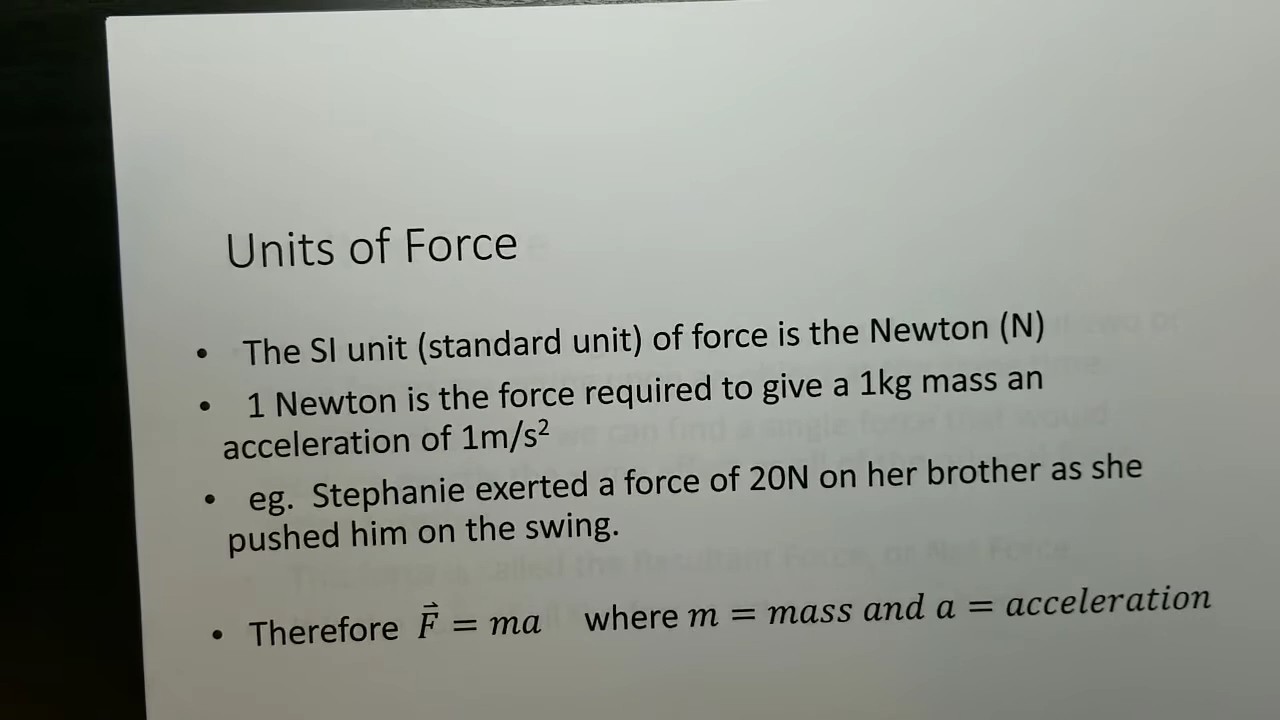 Units of Force
• The SI unit (standard unit) of force is the Newton (N)
• 1 Newton is the force required to give a 1kg mass an
acceleration of 1m/s²
• eg. Stephanie exerted a force of 20N on her brother as she
pushed him on the swing.
• Therefore F⃗ = ma where m = mass and a = acceleration